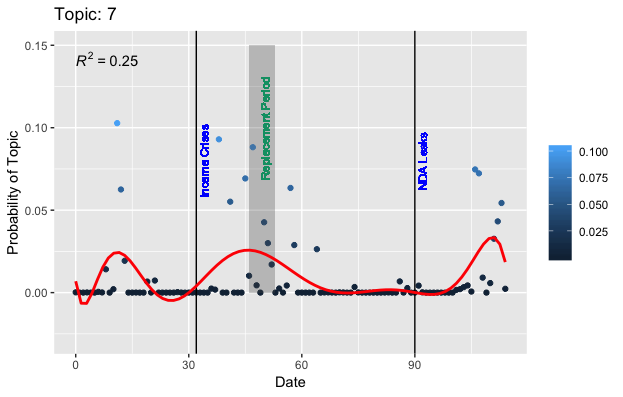 Topic: 7
R² = 0.25
0.15
0.10
0.05
0.00
Probability of Topic
Income Crises
Replacement Period
NDA Leaks
0.100
0.075
0.050
0.025
0
30
60
90
Date